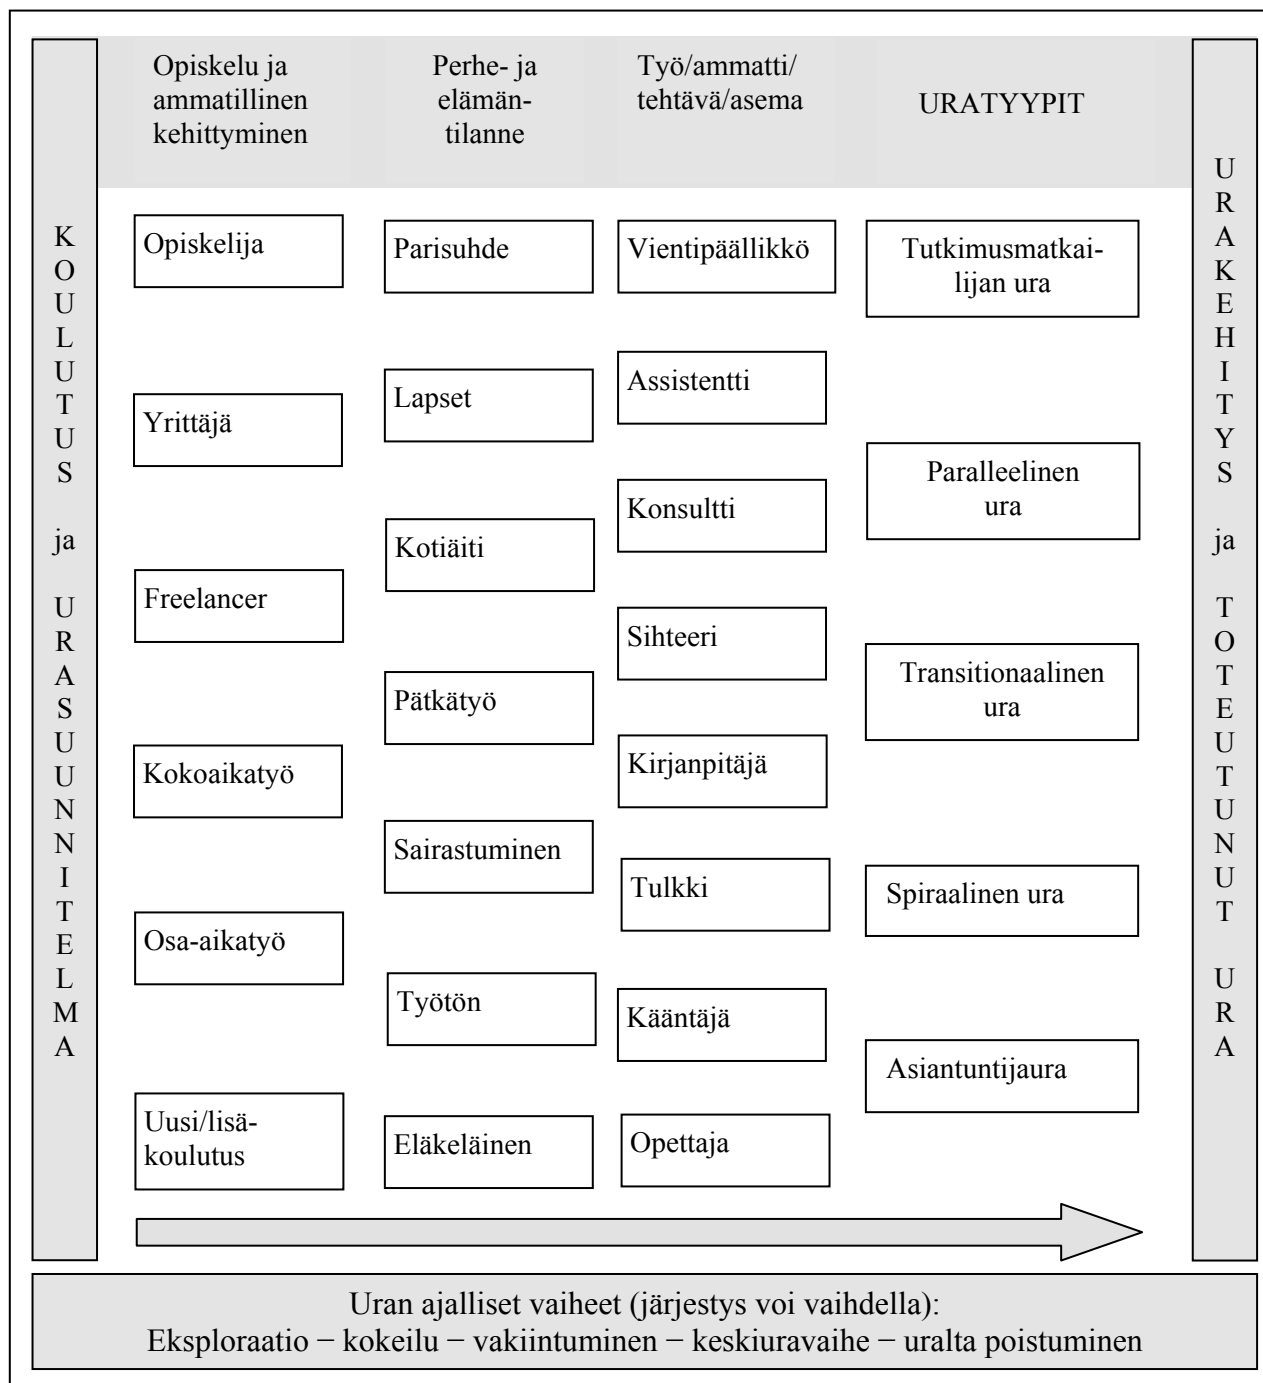 Opiskelu ja
ammatillinen
kehittyminen
Perhe- ja
elämän-
tilanne
Työ/ammatti/
tehtävä/asema
URATYYPIT
KOULUTUS ja URASUUNNITELMA
Opiskelija
Yrittäjä
Freelancer
Kokoaikatyö
Osa-aikatyö
Uusi/lisä-
koulutus
Parisuhde
Lapset
Kotiäiti
Pätkätyö
Sairastuminen
Työtön
Eläkeläinen
Vientipäällikkö
Assistentti
Konsultti
Sihteeri
Kirjanpitäjä
Tulkki
Kääntäjä
Opettaja
Tutkimusmatkai-
lijan ura
Paralleelinen
ura
Transitionaalinen
ura
Spiraalinen ura
Asiantuntijaura
URAKEHITYS ja TOTEUTUNUT URA
Uran ajalliset vaiheet (järjestys voi vaihdella):
Eksploraatio − kokeilu − vakiintuminen − keskiuravaihe − uralta poistuminen